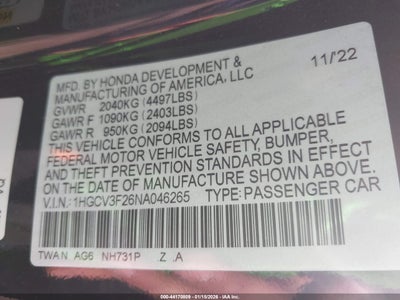 MFD. BY HONDA DEVELOPMENT &
MANUFACTURING OF AMERICA, LLC
11/'22
GVWR 2040KG (4497LBS)
GAWR F 1090KG (2403LBS)
GAWR R 950KG (2094LBS)
THIS VEHICLE CONFORMS TO ALL APPLICABLE
FEDERAL MOTOR VEHICLE SAFETY, BUMPER,
AND THEFT PREVENTION STANDARDS IN EFFECT
ON THE DATE OF MANUFACTURE SHOWN ABOVE.
V.I.N.: 1HGCV3F26NA046265 TYPE: PASSENGER CAR
TWA N AG6 NH731P Z .A
000-44170009 - 01/15/2026 - IAA Inc.